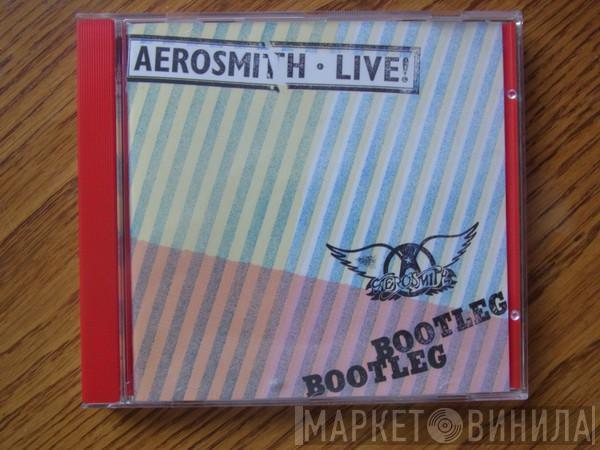 AEROSMITH · LIVE!
AEROSMITH
BOOTLEG
BOOTLEG
МАРКЕТ ВИНИЛА